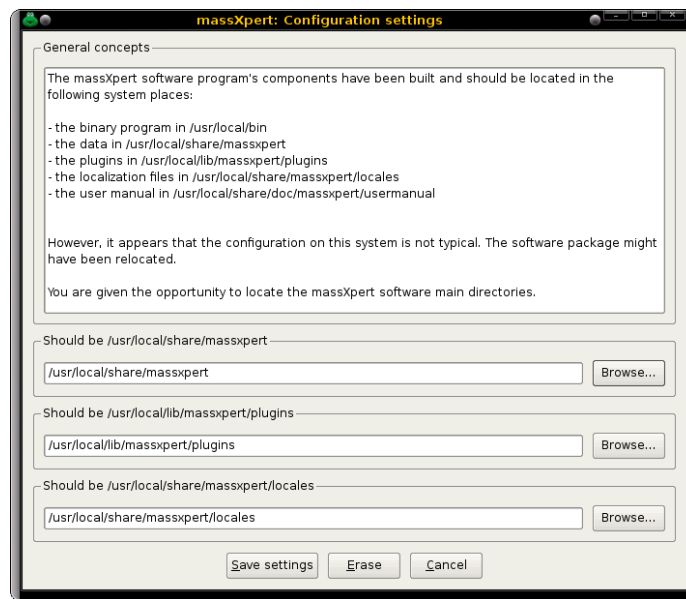 massXpert: Configuration settings
General concepts
The massXpert software program's components have been built and should be located in the
following system places:
- the binary program in /usr/local/bin
- the data in /usr/local/share/massxpert
- the plugins in /usr/local/lib/massxpert/plugins
- the localization files in /usr/local/share/massxpert/locales
- the user manual in /usr/local/share/doc/massxpert/usermanual
However, it appears that the configuration on this system is not typical. The software package might
have been relocated.
You are given the opportunity to locate the massXpert software main directories.
Should be /usr/local/share/massxpert
/usr/local/share/massxpert Browse...
Should be /usr/local/lib/massxpert/plugins
/usr/local/lib/massxpert/plugins Browse...
Should be /usr/local/share/massxpert/locales
/usr/local/share/massxpert/locales Browse...
Save settings Erase Cancel